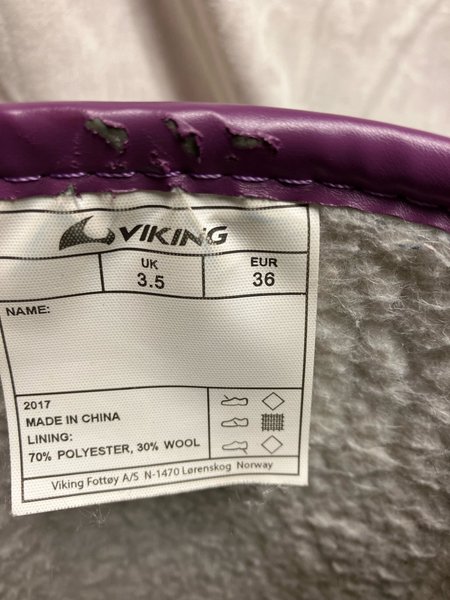 VIKING
UK EUR
3.5 36
NAME:
2017
MADE IN CHINA
LINING:
70% POLYESTER, 30% WOOL
Viking Fottøy A/S N-1470 Lørenskog Norway